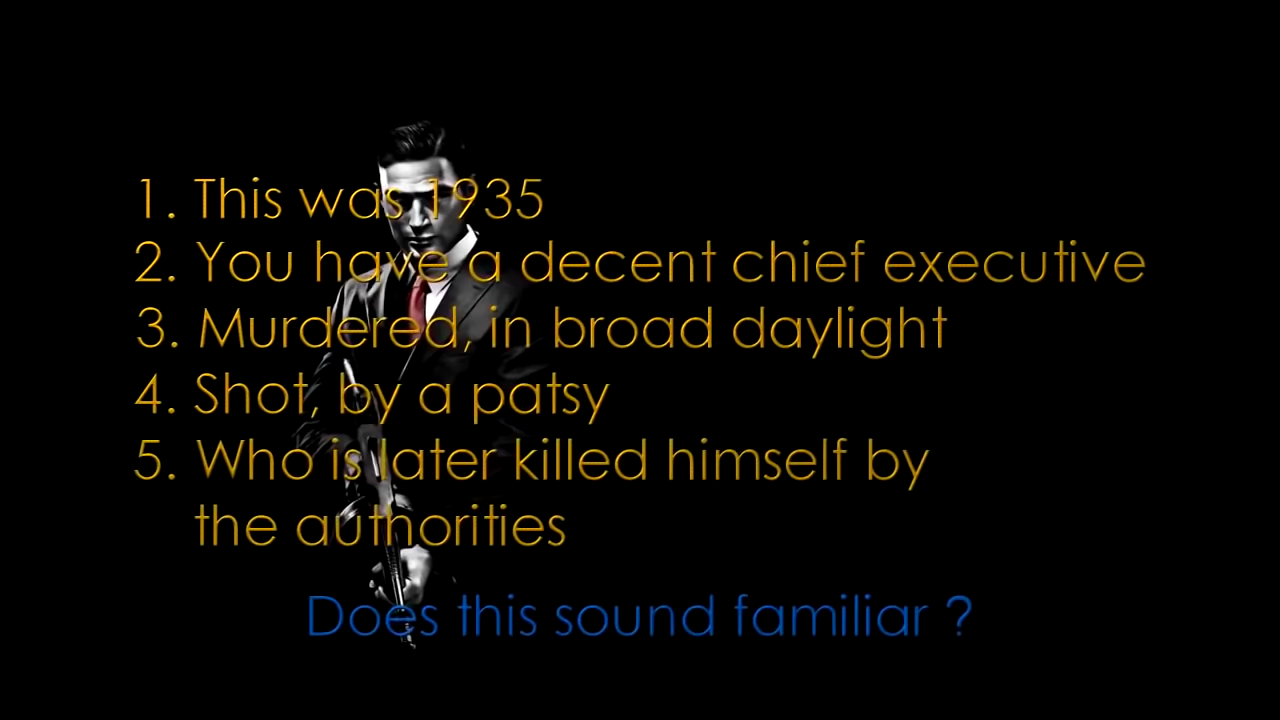 1. This was 1935
2. You have a decent chief executive
3. Murdered, in broad daylight
4. Shot, by a patsy
5. Who is later killed himself by
the authorities
Does this sound familiar ?